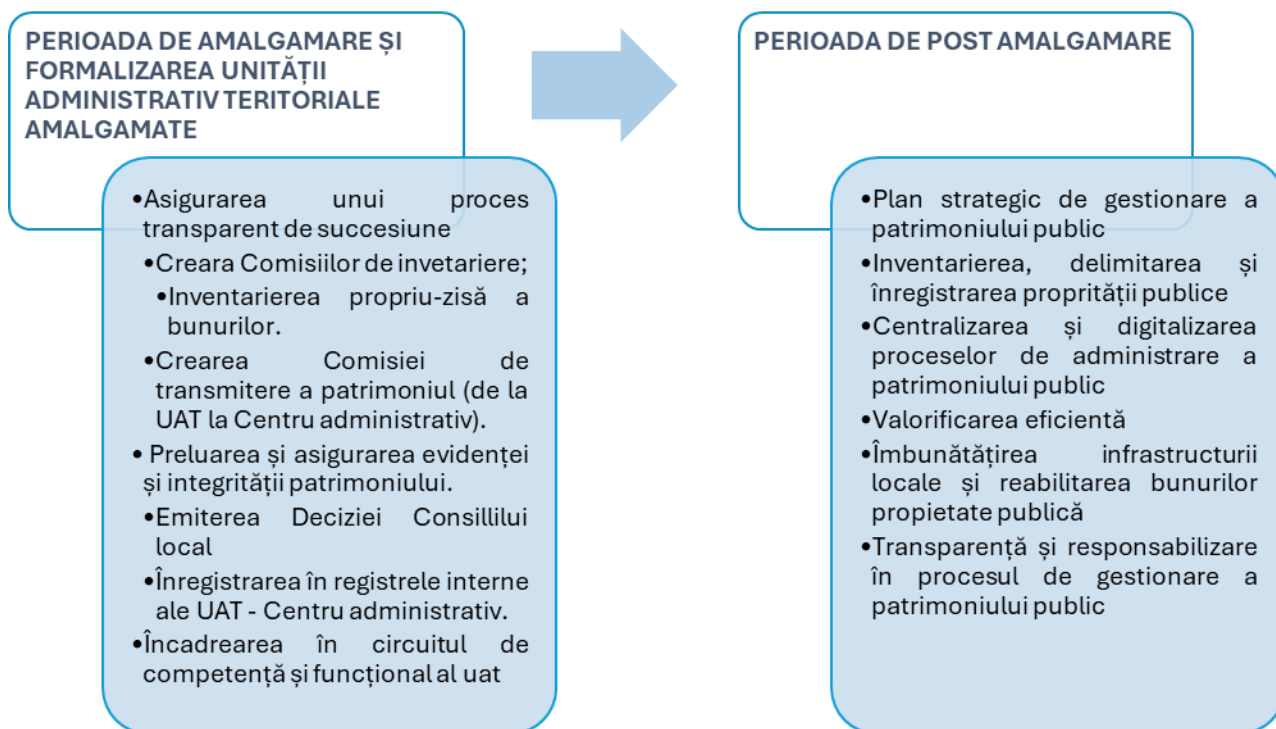 PERIOADA DE AMALGAMARE ȘI
FORMALIZAREA UNITĂȚII
ADMINISTRATIV TERITORIALE
AMALGAMATE
•Asigurarea unui proces
transparent de succesiune
•Creara Comisiilor de invetariere;
•Inventarierea propriu-zisă a
bunurilor.
•Crearea Comisiei de
transmitere a patrimoniul (de la
UAT la Centru administrativ).
• Preluarea și asigurarea evidenței
și integrității patrimoniului.
•Emiterea Deciziei Consillilui
local
•Înregistrarea în registrele interne
ale UAT - Centru administrativ.
•Încadrearea în circuitul de
competență și funcțional al uat
PERIOADA DE POST AMALGAMARE
•Plan strategic de gestionare a
patrimoniului public
•Inventarierea, delimitarea și
înregistrarea proprității publice
•Centralizarea și digitalizarea
proceselor de administrare a
patrimoniului public
•Valorificarea eficientă
•Îmbunătățirea infrastructurii
locale și reabilitarea bunurilor
propietate publică
•Transparență și responsabilizare
în procesul de gestionare a
patrimoniului public